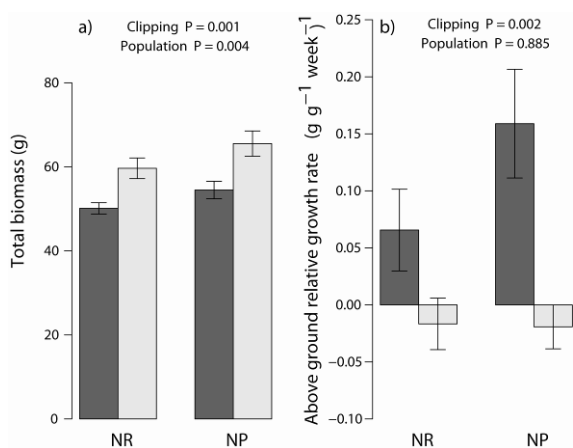 a)
Clipping P = 0.001
Population P = 0.004
Total biomass (g)
80
60
40
20
0
NR NP
b)
Clipping P = 0.002
Population P = 0.885
Above ground relative growth rate (g g⁻¹ week⁻¹)
0.25
0.20
0.15
0.10
0.05
0.00
−0.05
−0.10
NR NP